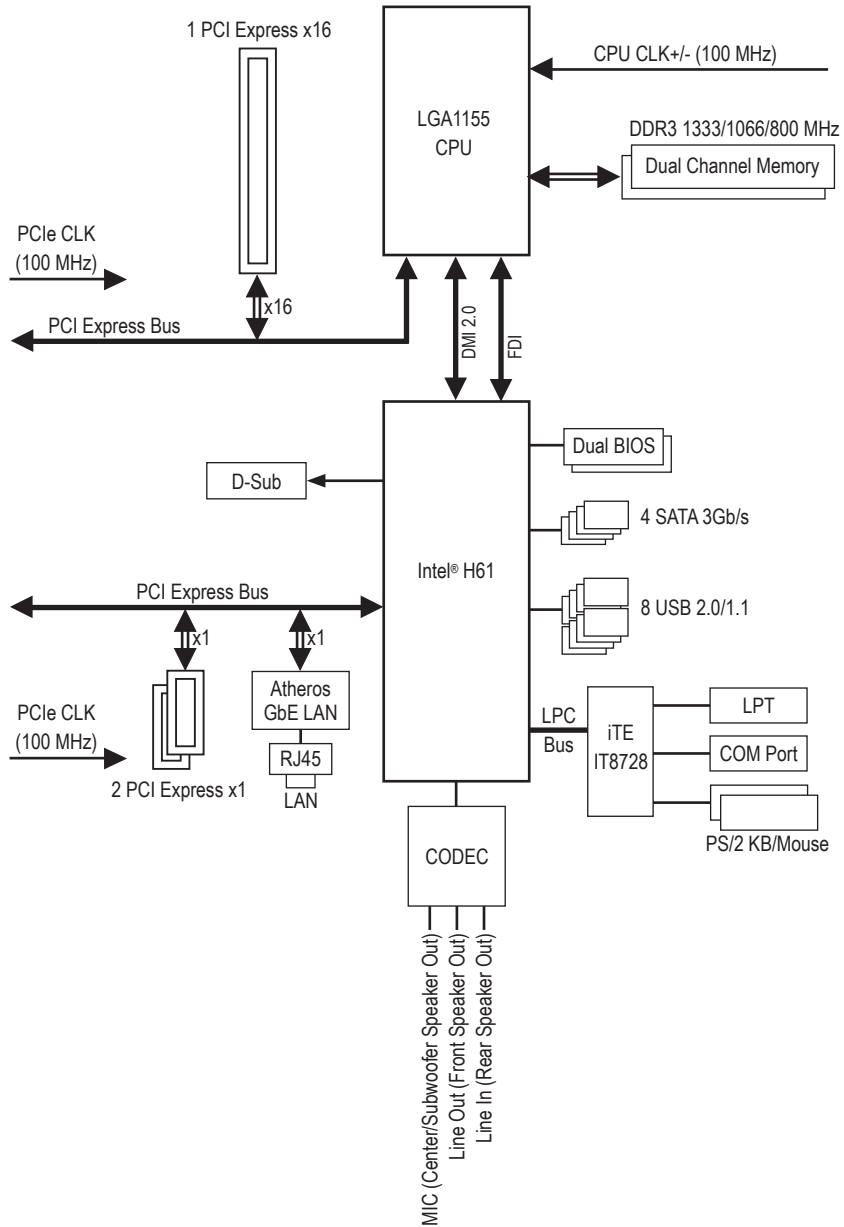 1 PCI Express x16
CPU CLK+/- (100 MHz)
LGA1155
CPU
DDR3 1333/1066/800 MHz
Dual Channel Memory
PCIe CLK
(100 MHz)
x16
PCI Express Bus
DMI 2.0
FDI
Dual BIOS
D-Sub
4 SATA 3Gb/s
Intel® H61
PCI Express Bus
8 USB 2.0/1.1
x1
x1
Atheros
GbE LAN
PCIe CLK
(100 MHz)
RJ45
LAN
2 PCI Express x1
LPC
Bus
iTE
IT8728
LPT
COM Port
PS/2 KB/Mouse
CODEC
MIC (Center/Subwoofer Speaker Out)
Line Out (Front Speaker Out)
Line In (Rear Speaker Out)